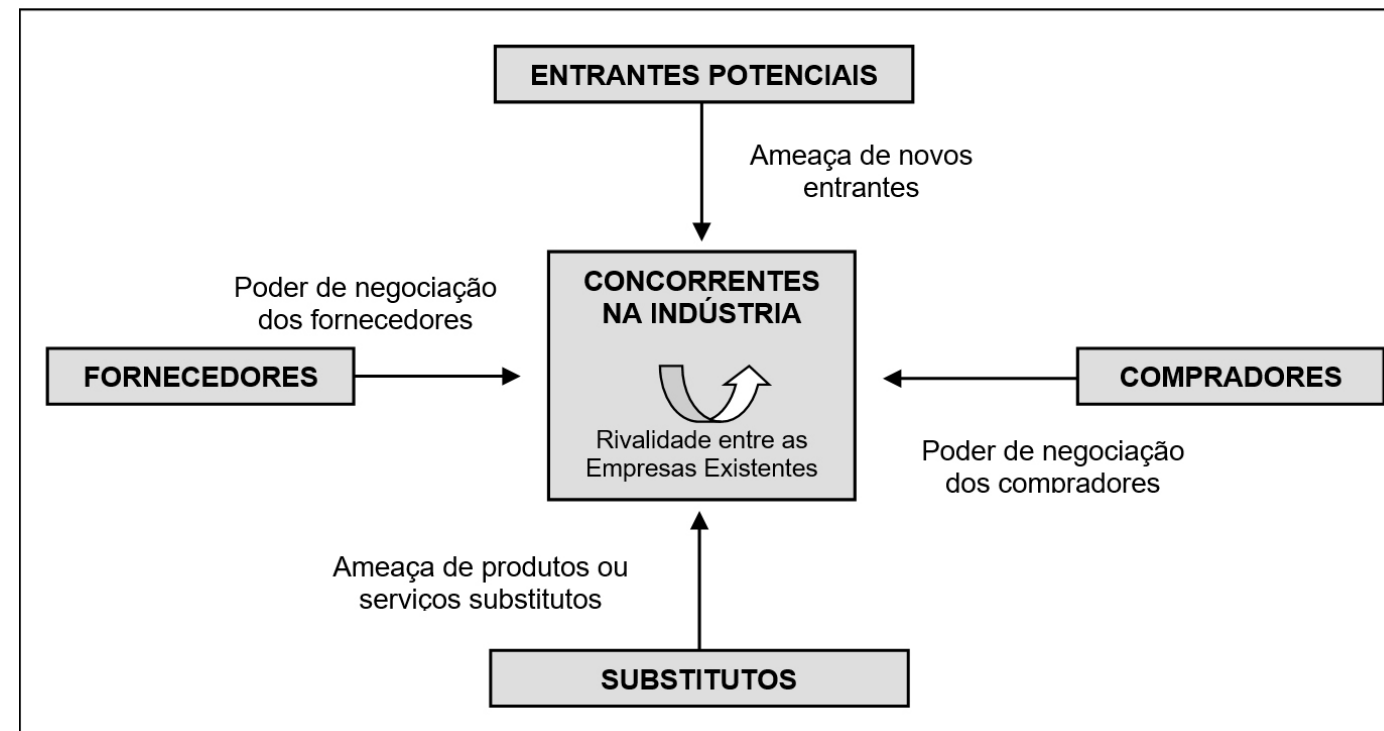 ENTRANTES POTENCIAIS
Ameaça de novos
entrantes
CONCORRENTES
NA INDÚSTRIA
Poder de negociação
dos fornecedores
FORNECEDORES
COMPRADORES
Rivalidade entre as
Empresas Existentes
Poder de negociação
dos compradores
Ameaça de produtos ou
serviços substitutos
SUBSTITUTOS